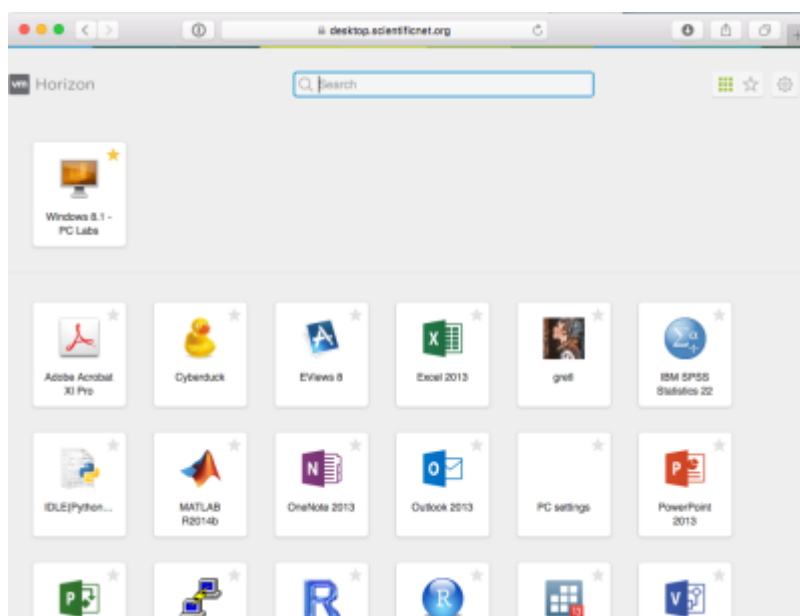 desktop.scientificnet.org
vm Horizon
Search
Windows 8.1 -
PC Labs
Adobe Acrobat
XI Pro
Cyberduck
EViews 8
Excel 2013
gretl
IBM SPSS
Statistics 22
IDLE(Python...
MATLAB
R2014b
OneNote 2013
Outlook 2013
PC settings
PowerPoint
2013